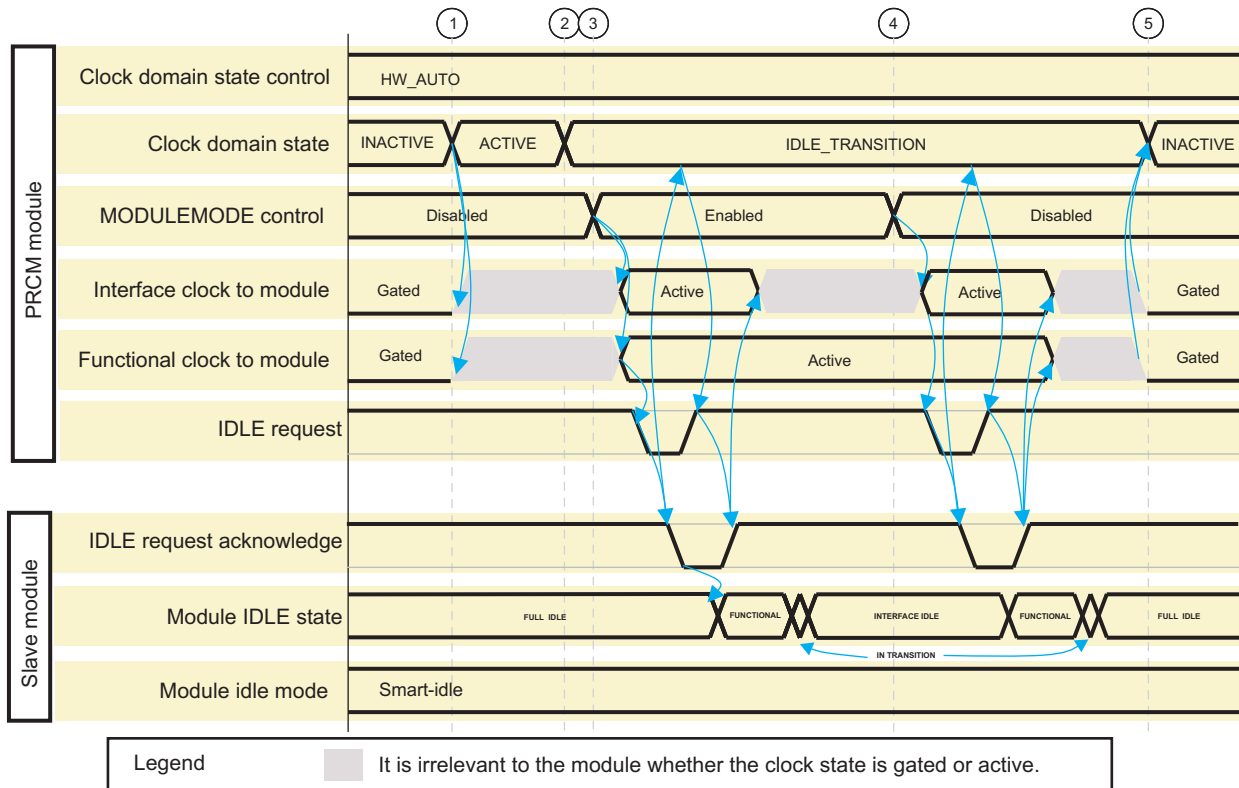 1 2 3 4 5
PRCM module
Clock domain state control
HW_AUTO
Clock domain state
INACTIVE ACTIVE IDLE_TRANSITION INACTIVE
MODULEMODE control
Disabled Enabled Disabled
Interface clock to module
Gated Active Active Gated
Functional clock to module
Gated Active Gated
IDLE request
Slave module
IDLE request acknowledge
Module IDLE state
FULL IDLE FUNCTIONAL INTERFACE IDLE FUNCTIONAL FULL IDLE
IN TRANSITION
Module idle mode
Smart-idle
Legend
It is irrelevant to the module whether the clock state is gated or active.